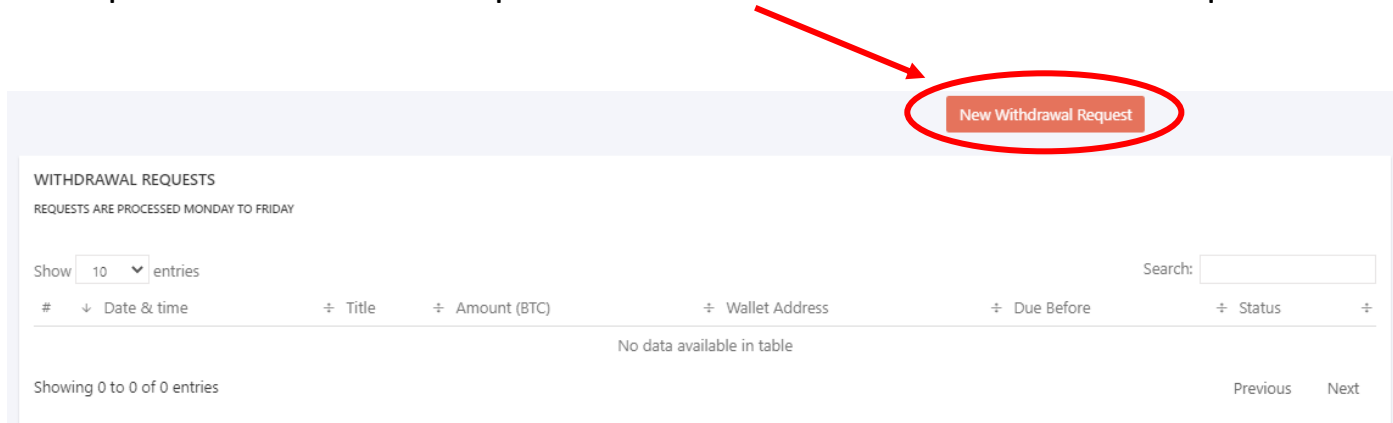 New Withdrawal Request
WITHDRAWAL REQUESTS
REQUESTS ARE PROCESSED MONDAY TO FRIDAY
Show 10 entries Search:
# Date & time Title Amount (BTC) Wallet Address Due Before Status
No data available in table
Showing 0 to 0 of 0 entries Previous Next